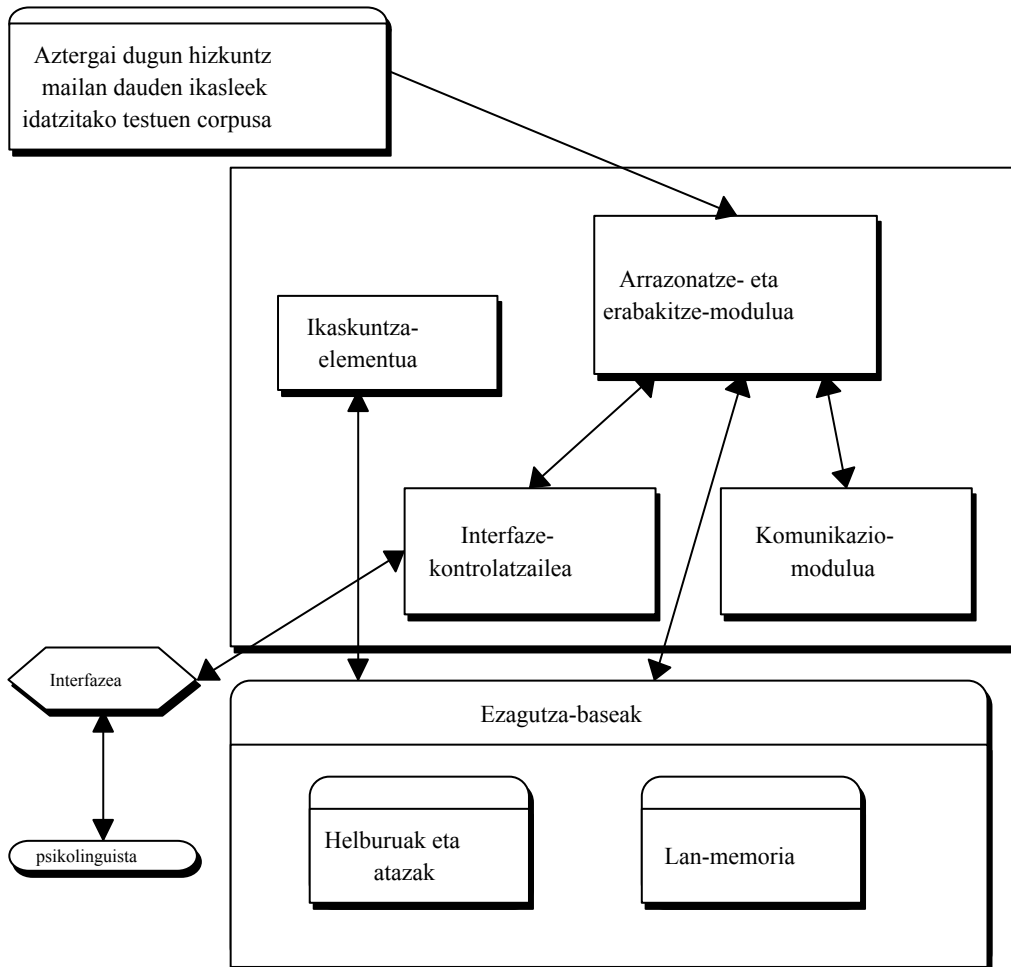 Aztergai dugun hizkuntz
mailan dauden ikasleek
idatzitako testuen corpusa
Arrazonatze- eta
erabakitze-modulua
Ikaskuntza-
elementua
Interfaze-
kontrolatzailea
Komunikazio-
modulua
Interfazea
Ezagutza-baseak
psikolinguista
Helburuak eta
atazak
Lan-memoria